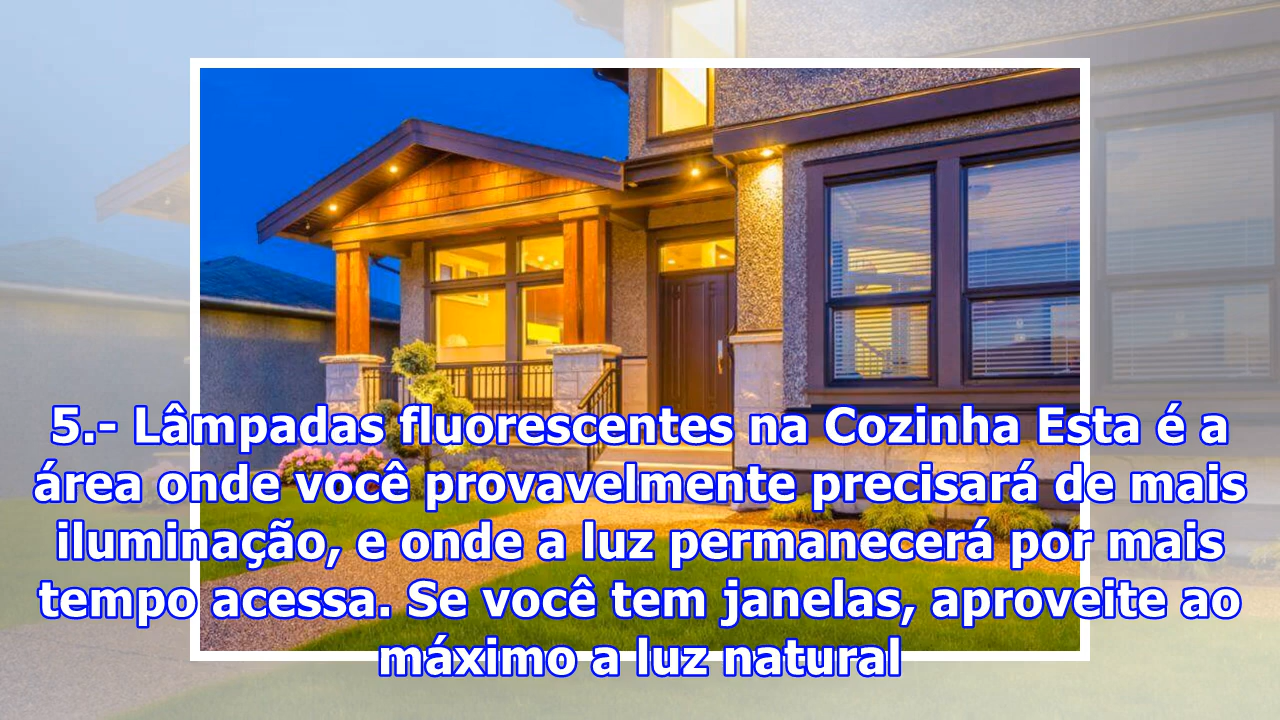 5.- Lâmpadas fluorescentes na Cozinha Esta é a
área onde você provavelmente precisará de mais
iluminação, e onde a luz permanecerá por mais
tempo acessa. Se você tem janelas, aproveite ao
máximo a luz natural